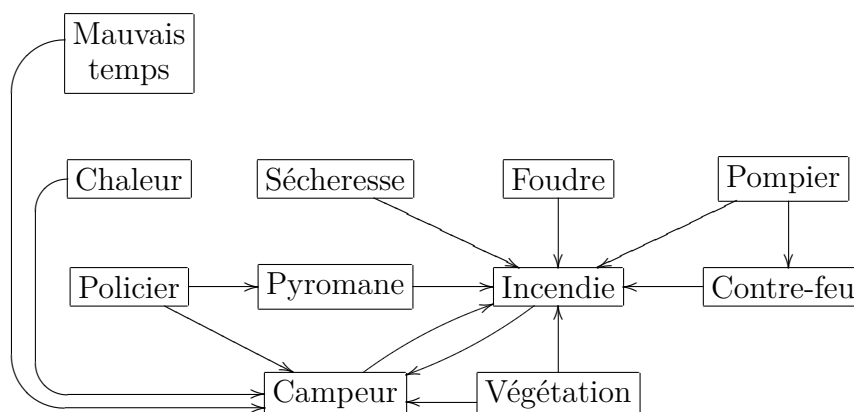 Mauvais
temps
Chaleur
Sécheresse
Foudre
Pompier
Policier
Pyromane
Incendie
Contre-feu
Campeur
Végétation